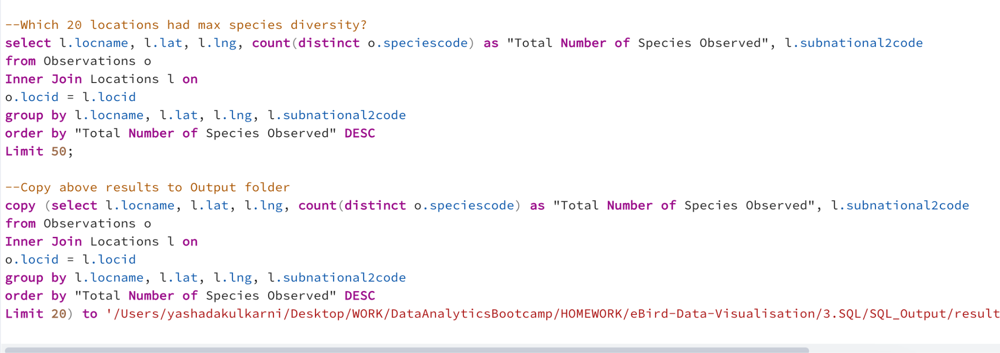 --Which 20 locations had max species diversity?
select l.locname, l.lat, l.lng, count(distinct o.speciescode) as "Total Number of Species Observed", l.subnational2code
from Observations o
Inner Join Locations l on
o.locid = l.locid
group by l.locname, l.lat, l.lng, l.subnational2code
order by "Total Number of Species Observed" DESC
Limit 50;
--Copy above results to Output folder
copy (select l.locname, l.lat, l.lng, count(distinct o.speciescode) as "Total Number of Species Observed", l.subnational2code
from Observations o
Inner Join Locations l on
o.locid = l.locid
group by l.locname, l.lat, l.lng, l.subnational2code
order by "Total Number of Species Observed" DESC
Limit 20) to '/Users/yashadakulkarni/Desktop/WORK/DataAnalyticsBootcamp/HOMEWORK/eBird-Data-Visualisation/3.SQL/SQL_Output/result